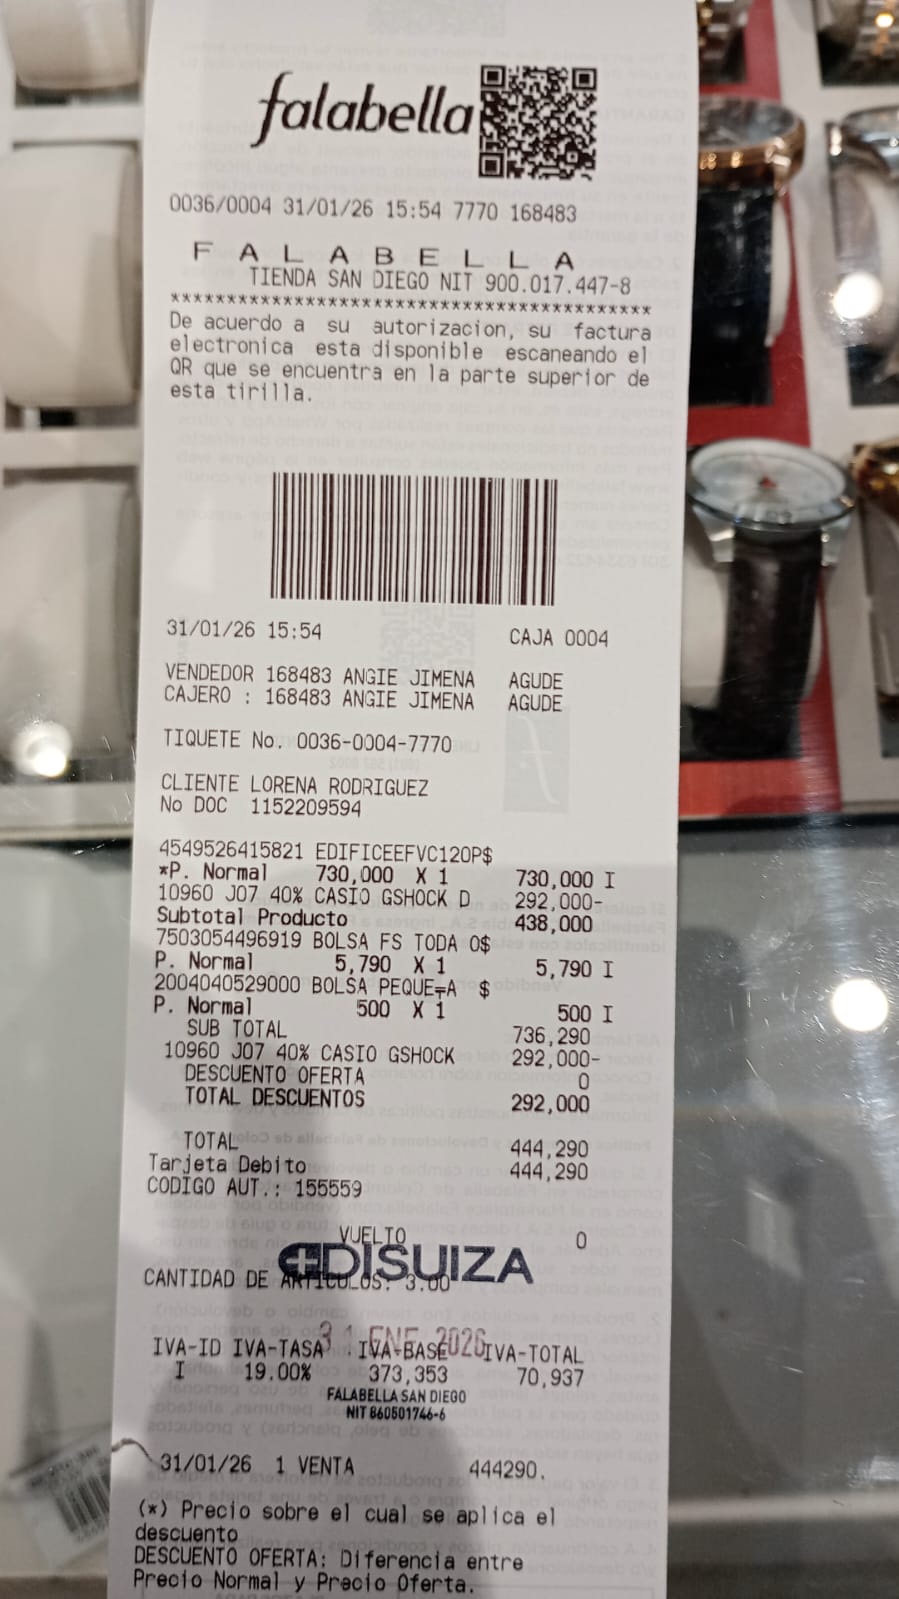 falabella
0036/0004 31/01/26 15:54 7770 168483
F A L A B E L L A
TIENDA SAN DIEGO NIT 900.017.447-8
******************************************
De acuerdo a su autorizacion, su factura
electronica esta disponible escaneando el
QR que se encuentra en la parte superior de
esta tirilla.
31/01/26 15:54 CAJA 0004
VENDEDOR 168483 ANGIE JIMENA AGUDE
CAJERO : 168483 ANGIE JIMENA AGUDE
TIQUETE No. 0036-0004-7770
CLIENTE LORENA RODRIGUEZ
No DOC 1152209594
4549526415821 EDIFICEEFVC120P$
*P. Normal 730,000 X 1 730,000 I
10960 J07 40% CASIO GSHOCK D 292,000-
Subtotal Producto 438,000
7503054496919 BOLSA FS TODA O$
P. Normal 5,790 X 1 5,790 I
2004040529000 BOLSA PEQUE╤A $
P. Normal 500 X 1 500 I
SUB TOTAL 736,290
10960 J07 40% CASIO GSHOCK 292,000-
DESCUENTO OFERTA 0
TOTAL DESCUENTOS 292,000
TOTAL 444,290
Tarjeta Debito 444,290
CODIGO AUT.: 155559
VUELTO 0
DISUIZA
CANTIDAD DE ARTICULOS: 3.00
31 ENE 2026
IVA-ID IVA-TASA IVA-BASE IVA-TOTAL
I 19.00% 373,353 70,937
FALABELLA SAN DIEGO
NIT 860501746-6
31/01/26 1 VENTA 444290.
(*) Precio sobre el cual se aplica el
descuento
DESCUENTO OFERTA: Diferencia entre
Precio Normal y Precio Oferta.